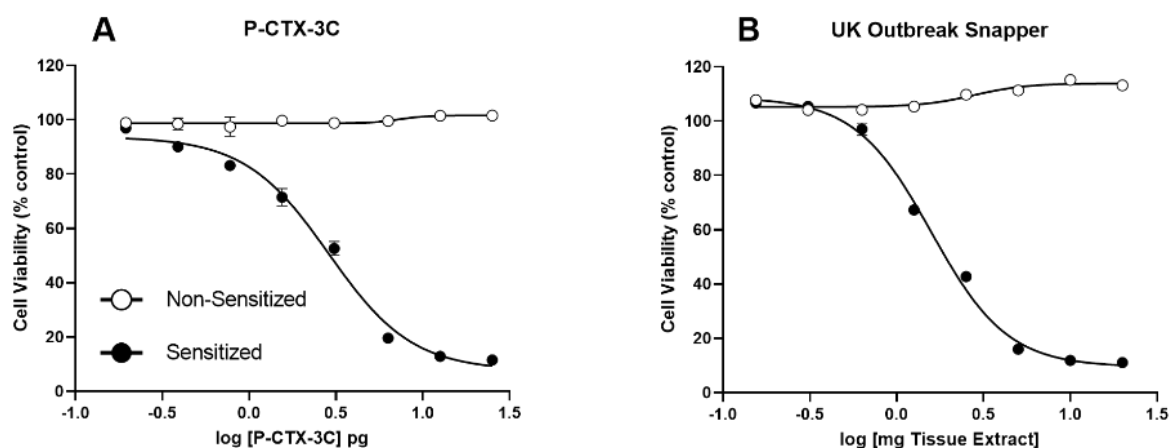 A
P-CTX-3C
Cell Viability (% control)
120
100
80
60
40
20
0
Non-Sensitized
Sensitized
-1.0
-0.5
0.0
0.5
1.0
1.5
log [P-CTX-3C] pg
B
UK Outbreak Snapper
Cell Viability (% control)
120
100
80
60
40
20
0
-1.0
-0.5
0.0
0.5
1.0
1.5
log [mg Tissue Extract]